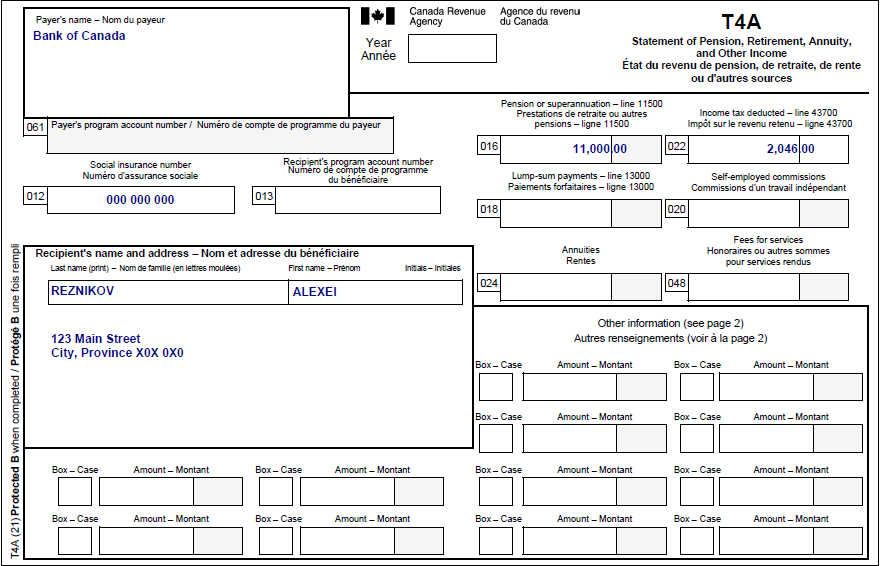 Payer's name – Nom du payeur
Bank of Canada
Canada Revenue Agency
Agence du revenu du Canada
Year
Année
T4A
Statement of Pension, Retirement, Annuity,
and Other Income
État du revenu de pension, de retraite, de rente
ou d'autres sources
061 Payer's program account number / Numéro de compte de programme du payeur
Pension or superannuation – line 11500
Prestations de retraite ou autres
pensions – ligne 11500
016 11,000.00
Income tax deducted – line 43700
Impôt sur le revenu retenu – ligne 43700
022 2,046.00
Social insurance number
Numéro d'assurance sociale
012 000 000 000
Recipient's program account number
Numéro de compte de programme
du bénéficiaire
013
Lump-sum payments – line 13000
Paiements forfaitaires – ligne 13000
018
Self-employed commissions
Commissions d'un travail indépendant
020
Recipient's name and address – Nom et adresse du bénéficiaire
Last name (print) – Nom de famille (en lettres moulées) First name – Prénom Initials – Initiales
REZNIKOV ALEXEI
123 Main Street
City, Province X0X 0X0
Annuities
Rentes
024
Fees for services
Honoraires ou autres sommes
pour services rendus
048
Other information (see page 2)
Autres renseignements (voir à la page 2)
Box – Case Amount – Montant Box – Case Amount – Montant
Box – Case Amount – Montant Box – Case Amount – Montant
Box – Case Amount – Montant Box – Case Amount – Montant Box – Case Amount – Montant Box – Case Amount – Montant
Box – Case Amount – Montant Box – Case Amount – Montant Box – Case Amount – Montant Box – Case Amount – Montant
T4A (21) Protected B when completed / Protégé B une fois rempli